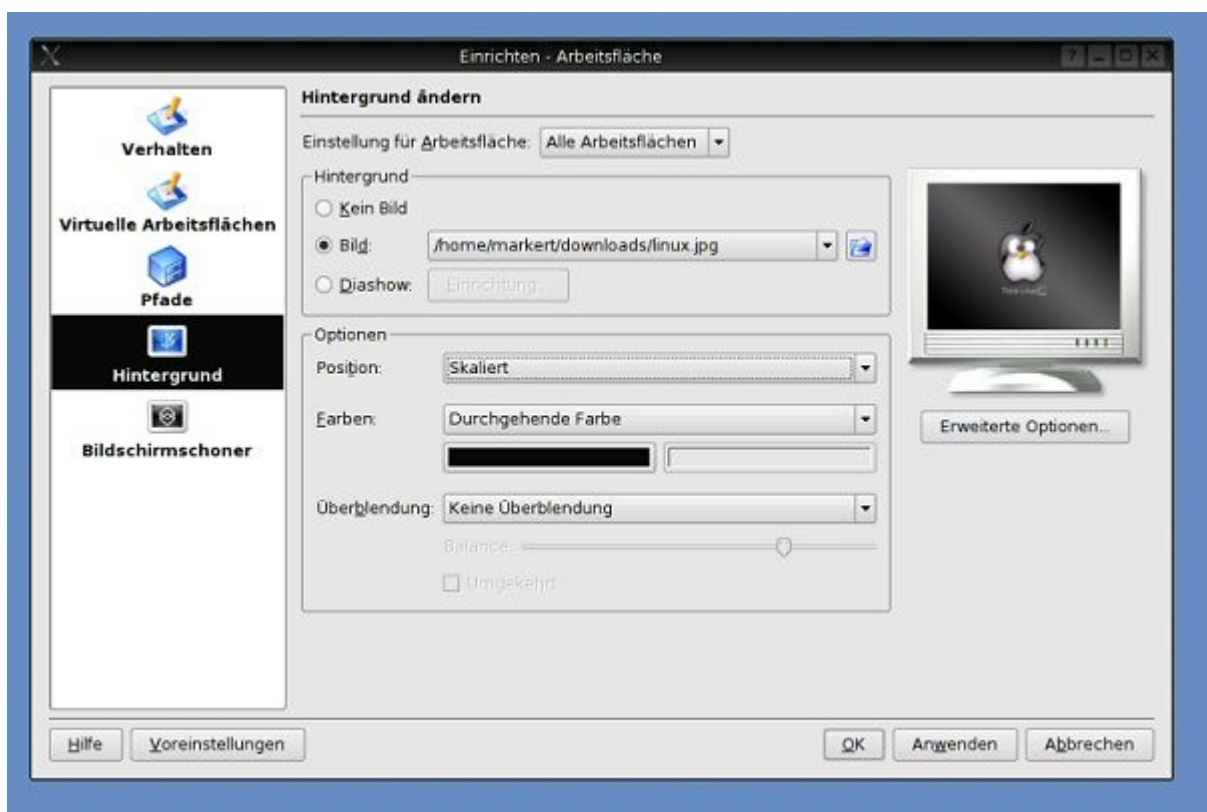 Einrichten - Arbeitsfläche
Verhalten
Virtuelle Arbeitsflächen
Pfade
Hintergrund
Bildschirmschoner
Hintergrund ändern
Einstellung für Arbeitsfläche: Alle Arbeitsflächen
Hintergrund
Kein Bild
Bild: /home/markert/downloads/linux.jpg
Diashow: Einrichtung...
Optionen
Position: Skaliert
Farben: Durchgehende Farbe
Überblendung: Keine Überblendung
Balance:
Umgekehrt
Erweiterte Optionen...
Hilfe Voreinstellungen OK Anwenden Abbrechen